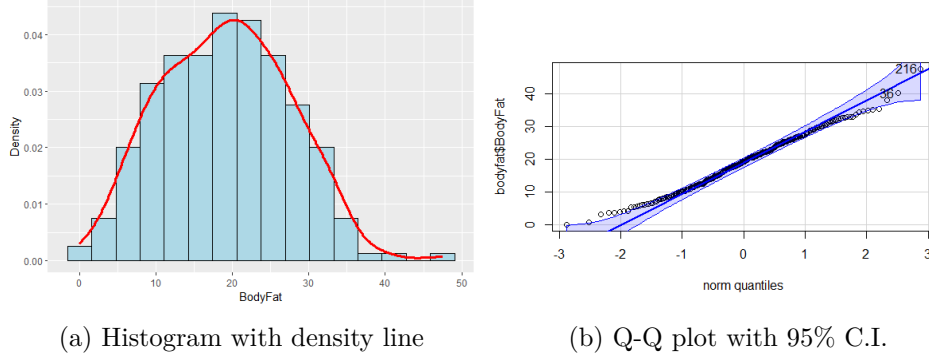 0.04
0.03
0.02
0.01
0.00
Density
0 10 20 30 40 50
BodyFat
(a) Histogram with density line
216
36
40
30
20
10
0
bodyfat$BodyFat
-3 -2 -1 0 1 2 3
norm quantiles
(b) Q-Q plot with 95% C.I.